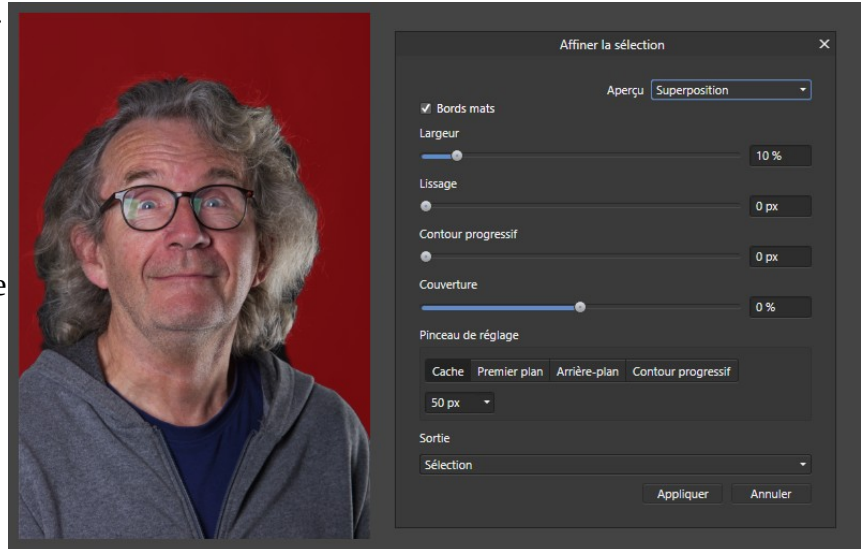 Affiner la sélection
Aperçu Superposition
Bords mats
Largeur
10 %
Lissage
0 px
Contour progressif
0 px
Couverture
0 %
Pinceau de réglage
Cache Premier plan Arrière-plan Contour progressif
50 px
Sortie
Sélection
Appliquer Annuler
e